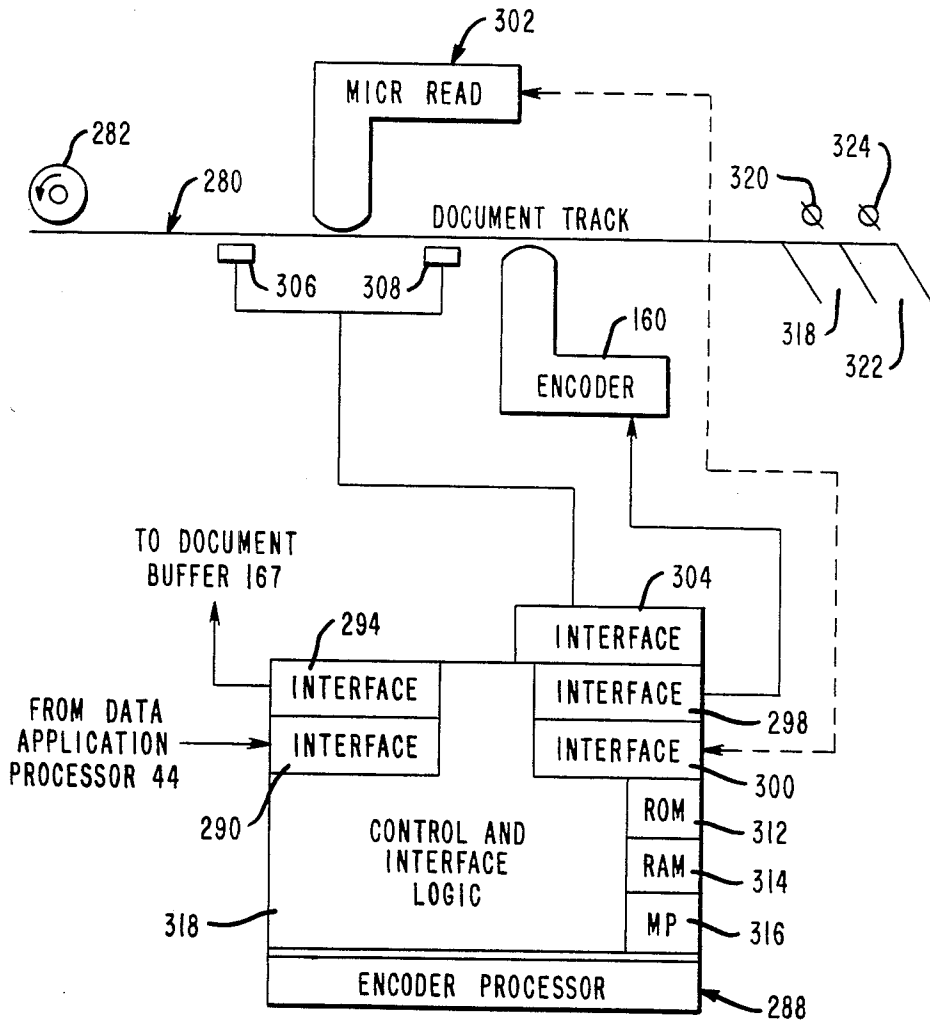 302
MICR READ
282
280
320
324
DOCUMENT TRACK
306
308
318
322
160
ENCODER
TO DOCUMENT
BUFFER 167
304
INTERFACE
294
INTERFACE
INTERFACE
298
FROM DATA
APPLICATION
PROCESSOR 44
INTERFACE
INTERFACE
300
290
CONTROL AND
INTERFACE
LOGIC
ROM
312
RAM
314
318
MP
316
ENCODER PROCESSOR
288